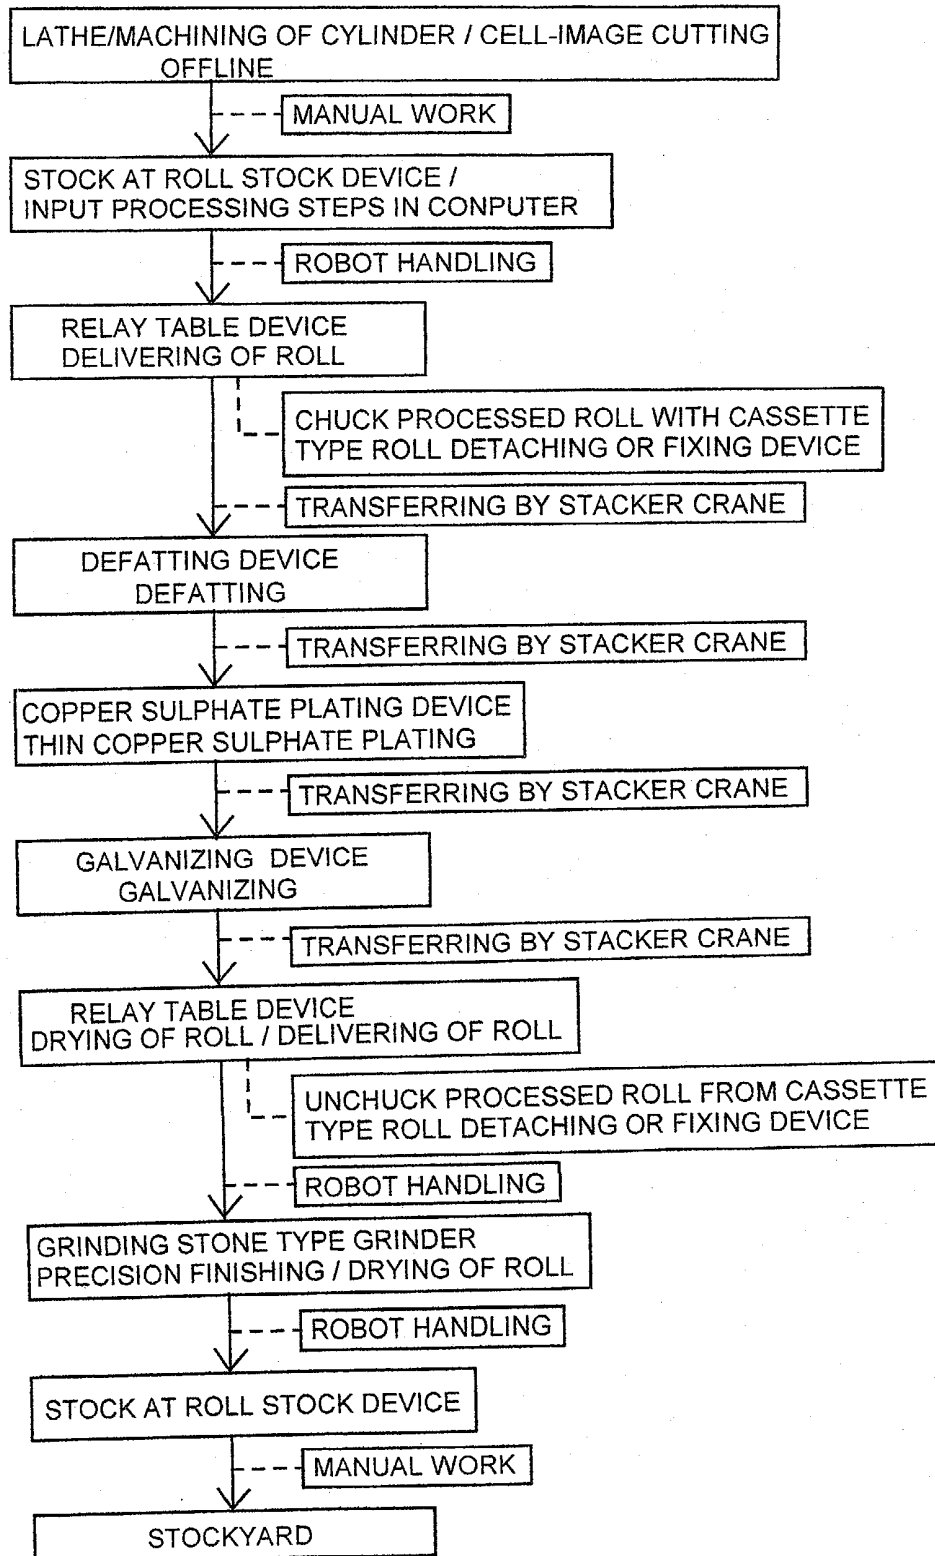 LATHE/MACHINING OF CYLINDER / CELL-IMAGE CUTTING
OFFLINE
MANUAL WORK
STOCK AT ROLL STOCK DEVICE /
INPUT PROCESSING STEPS IN CONPUTER
ROBOT HANDLING
RELAY TABLE DEVICE
DELIVERING OF ROLL
CHUCK PROCESSED ROLL WITH CASSETTE
TYPE ROLL DETACHING OR FIXING DEVICE
TRANSFERRING BY STACKER CRANE
DEFATTING DEVICE
DEFATTING
TRANSFERRING BY STACKER CRANE
COPPER SULPHATE PLATING DEVICE
THIN COPPER SULPHATE PLATING
TRANSFERRING BY STACKER CRANE
GALVANIZING DEVICE
GALVANIZING
TRANSFERRING BY STACKER CRANE
RELAY TABLE DEVICE
DRYING OF ROLL / DELIVERING OF ROLL
UNCHUCK PROCESSED ROLL FROM CASSETTE
TYPE ROLL DETACHING OR FIXING DEVICE
ROBOT HANDLING
GRINDING STONE TYPE GRINDER
PRECISION FINISHING / DRYING OF ROLL
ROBOT HANDLING
STOCK AT ROLL STOCK DEVICE
MANUAL WORK
STOCKYARD